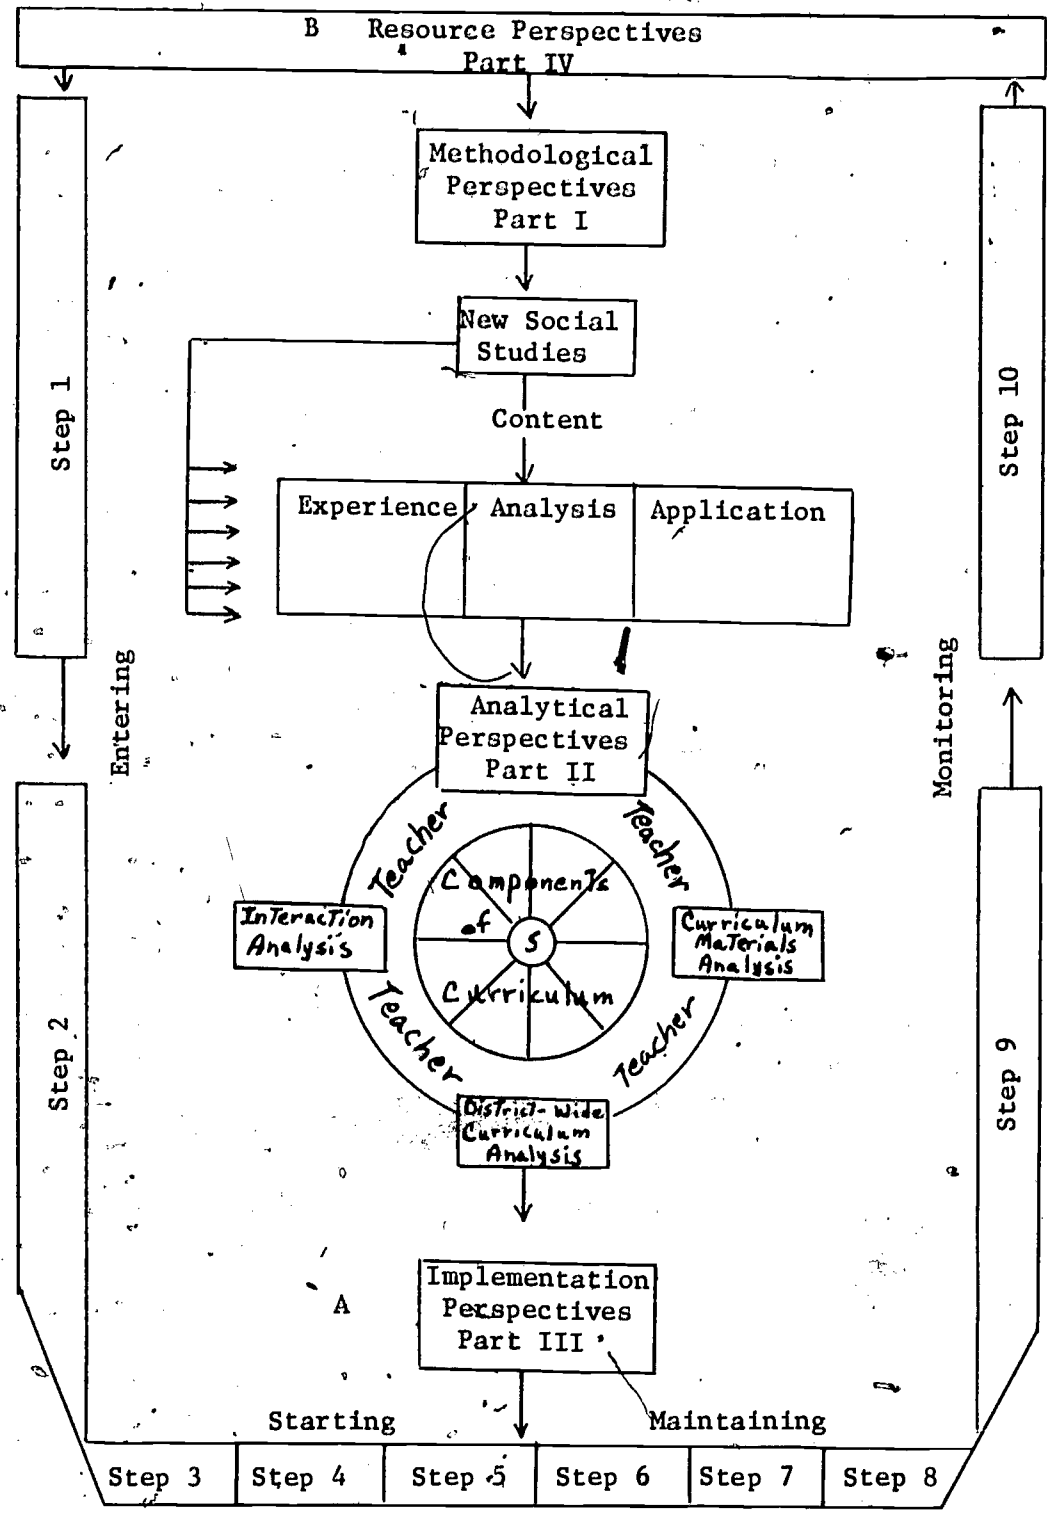 B Resource Perspectives
Part IV
Methodological
Perspectives
Part I
New Social
Studies
Step 1
Step 10
Content
Experience Analysis Application
Entering
Monitoring
Analytical
Perspectives
Part II
Teacher
Teacher
Components
of
S
Curriculum
Interaction
Analysis
Curriculum
Materials
Analysis
Teacher
Teacher
Step 2
Step 9
District-Wide
Curriculum
Analysis
A
Implementation
Perspectives
Part III
Starting
Maintaining
Step 3 Step 4 Step 5 Step 6 Step 7 Step 8